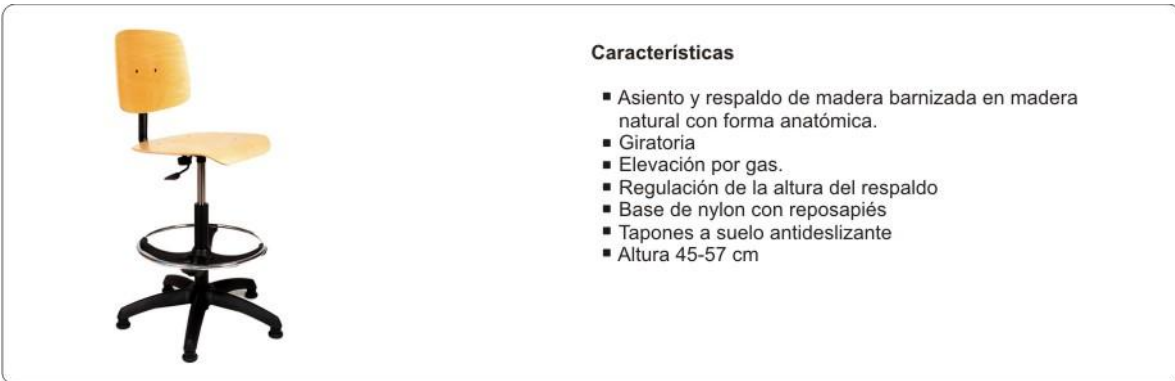 Características
▪ Asiento y respaldo de madera barnizada en madera
natural con forma anatómica.
▪ Giratoria
▪ Elevación por gas.
▪ Regulación de la altura del respaldo
▪ Base de nylon con reposapiés
▪ Tapones a suelo antideslizante
▪ Altura 45-57 cm